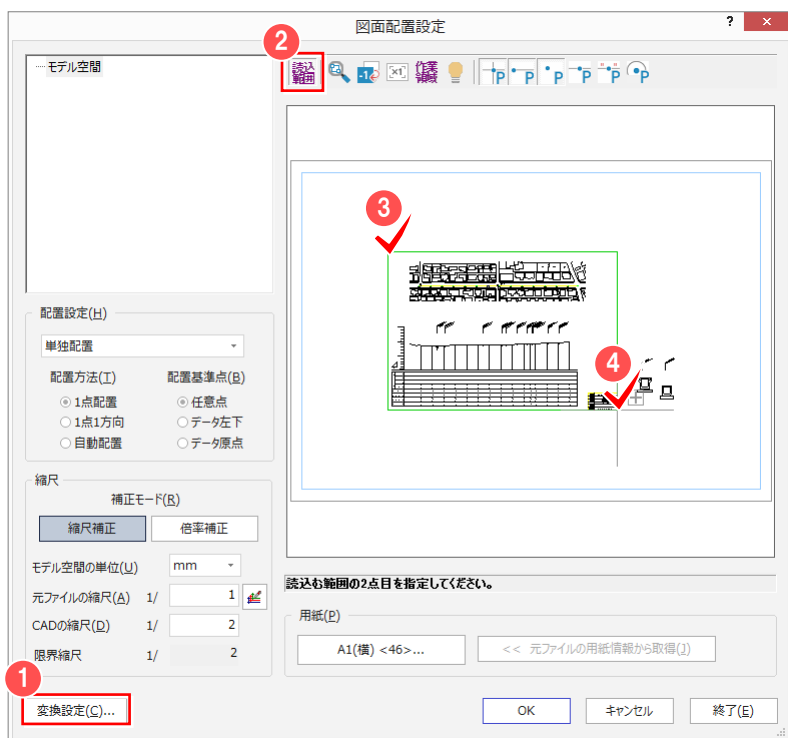 図面配置設定
?
×
2
モデル空間
読込
範囲
-12
[×1]
作業
領域
P
P
P
P
P
P
3
4
配置設定(H)
単独配置
配置方法(T)
配置基準点(B)
1点配置
任意点
1点1方向
データ左下
自動配置
データ原点
縮尺
補正モード(R)
縮尺補正
倍率補正
モデル空間の単位(U)
mm
元ファイルの縮尺(A) 1/ 1
CADの縮尺(D) 1/ 2
限界縮尺 1/ 2
読込む範囲の2点目を指定してください。
用紙(P)
A1(横) <46>...
<< 元ファイルの用紙情報から取得(J)
1
変換設定(C)...
OK
キャンセル
終了(E)